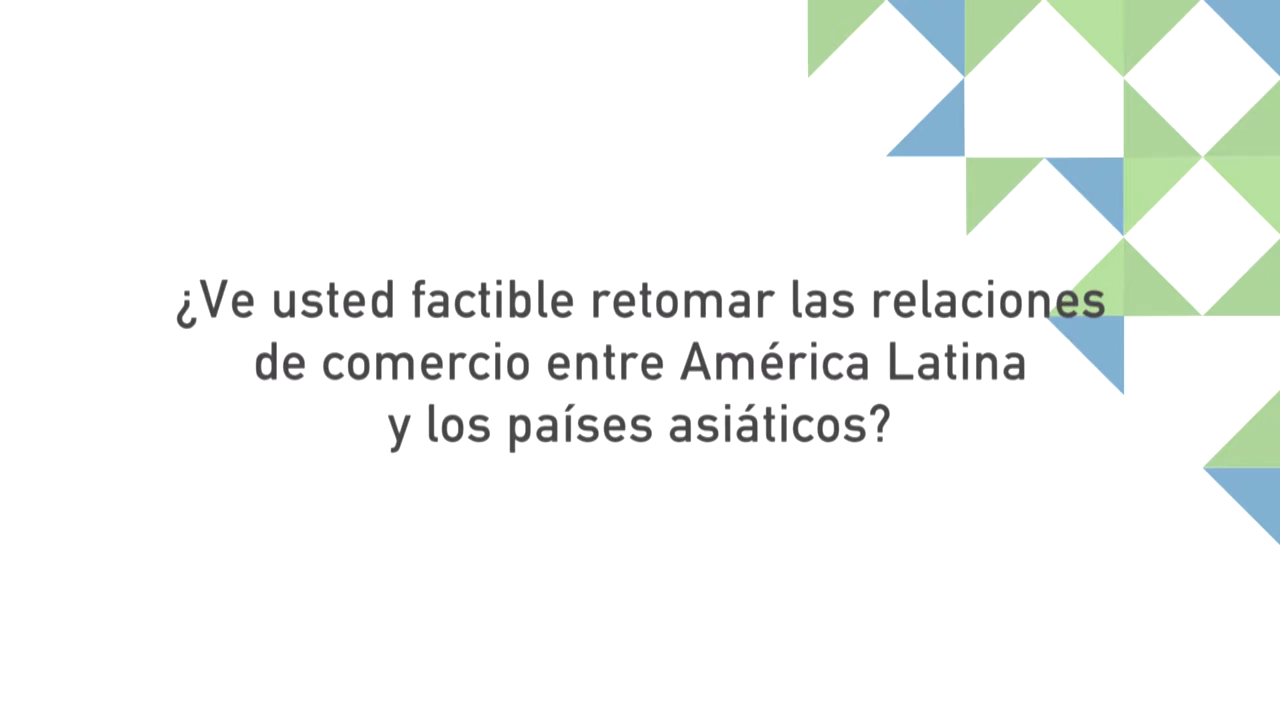 ¿Ve usted factible retomar las relaciones
de comercio entre América Latina
y los países asiáticos?